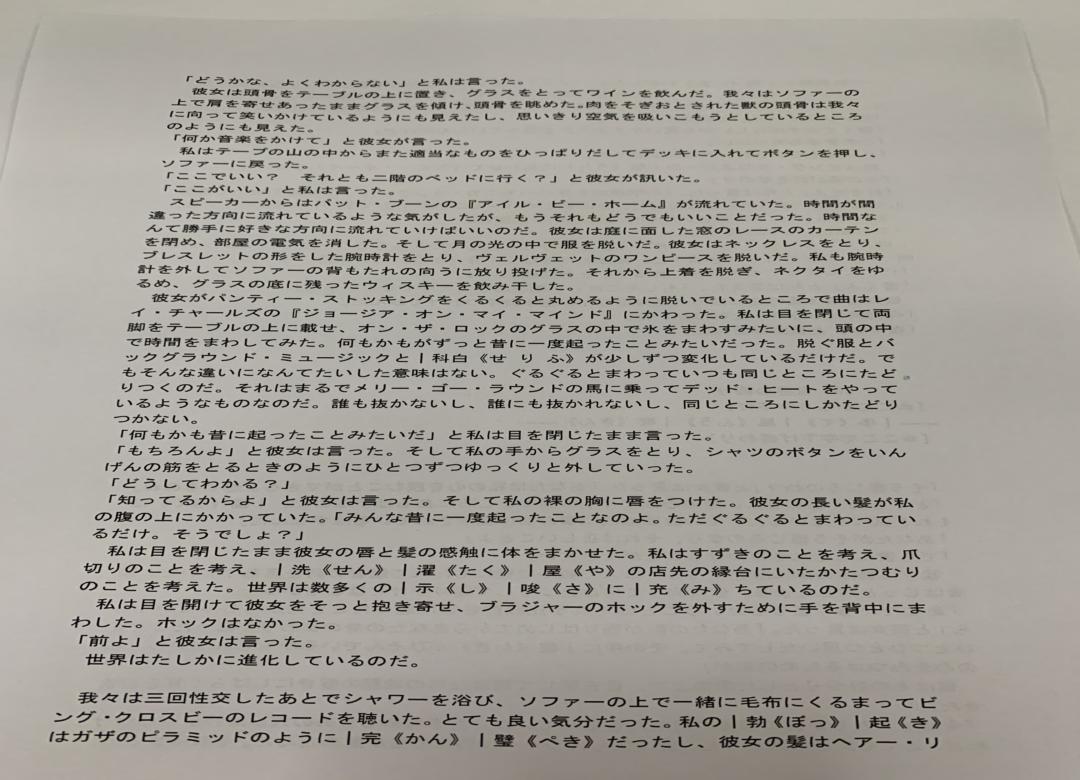 「どうかな、よくわからない」と私は言った。
彼女は頭骨をテーブルの上に置き、グラスをとってワインを飲んだ。我々はソファーの
上で肩を寄せあったままグラスを傾け、頭骨を眺めた。肉をそぎおとされた獣の頭骨は我々
に向って笑いかけているようにも見えたし、思いきり空気を吸いこもうとしているところ
のようにも見えた。
「何か音楽をかけて」と彼女が言った。
私はテープの山の中からまた適当なものをひっぱりだしてデッキに入れてボタンを押し、
ソファーに戻った。
「ここでいい?　それとも二階のベッドに行く?」と彼女が訊いた。
「ここがいい」と私は言った。
スピーカーからはパット・ブーンの『アイル・ビー・ホーム』が流れていた。時間が間
違った方向に流れているような気がしたが、もうそれもどうでもいいことだった。時間な
んて勝手に好きな方向に流れていけばいいのだ。彼女は庭に面した窓のレースのカーテン
を閉め、部屋の電気を消した。そして月の光の中で服を脱いだ。彼女はネックレスをとり、
ブレスレットの形をした腕時計をとり、ヴェルヴェットのワンピースを脱いだ。私も腕時
計を外してソファーの背もたれの向うに放り投げた。それから上着を脱ぎ、ネクタイをゆ
るめ、グラスの底に残ったウィスキーを飲み干した。
彼女がパンティー・ストッキングをくるくると丸めるように脱いでいるところで曲はレ
イ・チャールズの『ジョージア・オン・マイ・マインド』にかわった。私は目を閉じて両
脚をテーブルの上に載せ、オン・ザ・ロックのグラスの中で氷をまわすみたいに、頭の中
で時間をまわしてみた。何もかもがずっと昔に一度起ったことみたいだった。脱ぐ服とバ
ックグラウンド・ミュージックと|科白《せ り ふ》が少しずつ変化しているだけだ。で
もそんな違いになんてたいした意味はない。ぐるぐるとまわっていつも同じところにたど
りつくのだ。それはまるでメリー・ゴー・ラウンドの馬に乗ってデッド・ヒートをやって
いるようなものなのだ。誰も抜かないし、誰にも抜かれないし、同じところにしかたどり
つかない。
「何もかも昔に起ったことみたいだ」と私は目を閉じたまま言った。
「もちろんよ」と彼女は言った。そして私の手からグラスをとり、シャツのボタンをいん
げんの筋をとるときのようにひとつずつゆっくりと外していった。
「どうしてわかる?」
「知ってるからよ」と彼女は言った。そして私の裸の胸に唇をつけた。彼女の長い髪が私
の腹の上にかかっていた。「みんな昔に一度起ったことなのよ。ただぐるぐるとまわってい
るだけ。そうでしょ?」
私は目を閉じたまま彼女の唇と髪の感触に体をまかせた。私はすずきのことを考え、爪
切りのことを考え、|洗《せん》|濯《たく》|屋《や》の店先の縁台にいたかたつむり
のことを考えた。世界は数多くの|示《し》|唆《さ》に|充《み》ちているのだ。
私は目を開けて彼女をそっと抱き寄せ、ブラジャーのホックを外すために手を背中にま
わした。ホックはなかった。
「前よ」と彼女は言った。
世界はたしかに進化しているのだ。
我々は三回性交したあとでシャワーを浴び、ソファーの上で一緒に毛布にくるまってビ
ング・クロスビーのレコードを聴いた。とても良い気分だった。私の|勃《ぼっ》|起《き》
はガザのピラミッドのように|完《かん》|璧《ぺき》だったし、彼女の髪はヘアー・リ